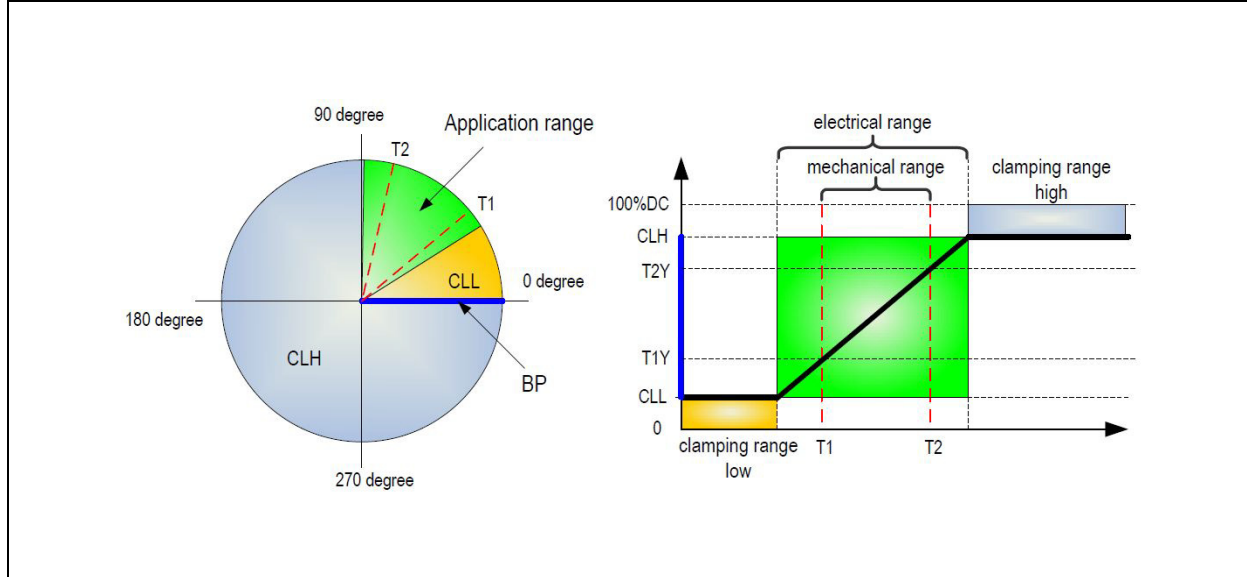 90 degree
Application range
T2
T1
CLL
0 degree
180 degree
CLH
BP
270 degree
electrical range
mechanical range
clamping range
high
100%DC
CLH
T2Y
T1Y
CLL
0
clamping range
low
T1
T2